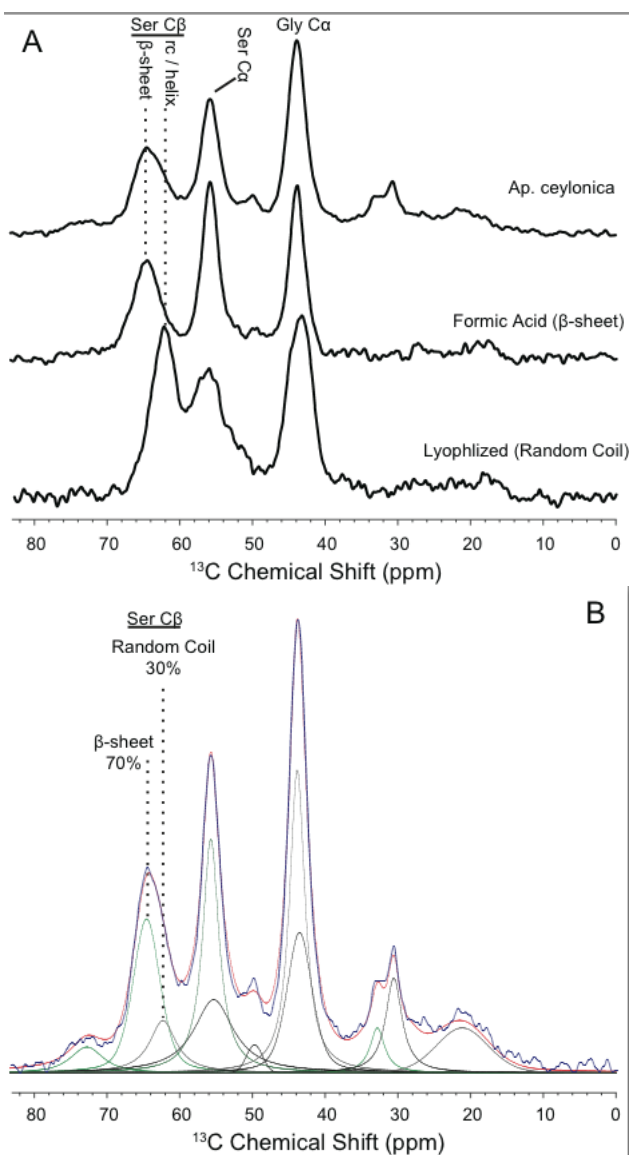 A
Ser Cβ
β-sheet
rc / helix
Ser Cα
Gly Cα
Ap. ceylonica
Formic Acid (β-sheet)
Lyophlized (Random Coil)
80 70 60 50 40 30 20 10 0
13C Chemical Shift (ppm)
B
Ser Cβ
Random Coil
30%
β-sheet
70%
80 70 60 50 40 30 20 10 0
13C Chemical Shift (ppm)